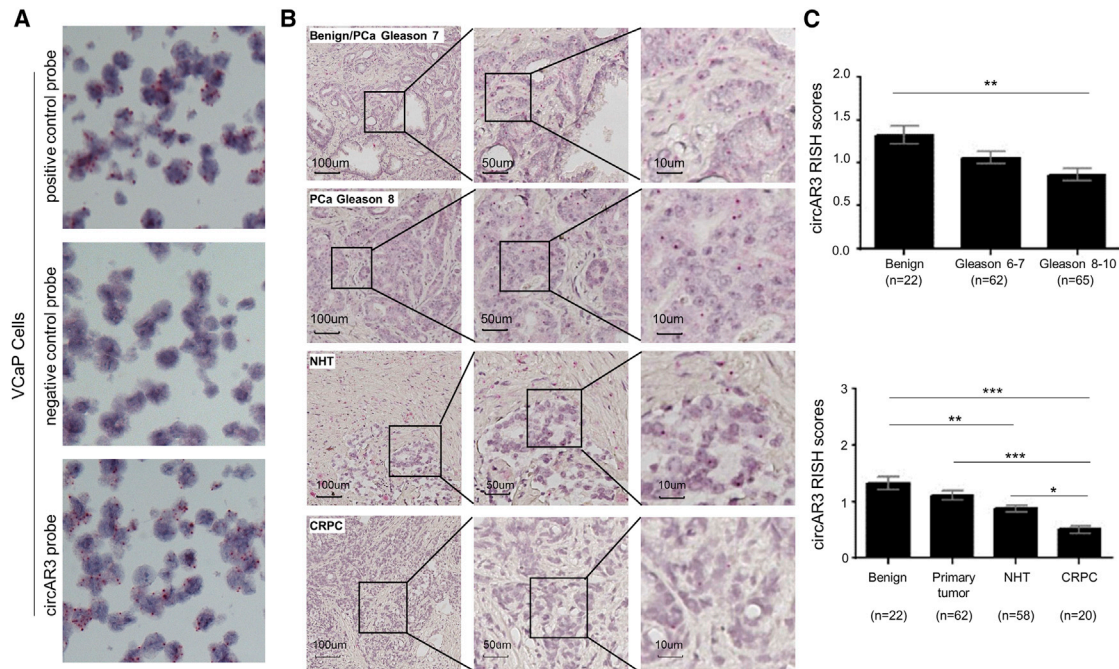 A
B
C
VCaP Cells
positive control probe
negative control probe
circAR3 probe
Benign/PCa Gleason 7
100um
50um
10um
PCa Gleason 8
100um
50um
10um
NHT
100um
50um
10um
CRPC
100um
50um
10um
circAR3 RISH scores
2.0
1.5
1.0
0.5
0.0
**
Benign
(n=22)
Gleason 6-7
(n=62)
Gleason 8-10
(n=65)
circAR3 RISH scores
3
2
1
0
***
**
***
*
Benign
(n=22)
Primary
tumor
(n=62)
NHT
(n=58)
CRPC
(n=20)